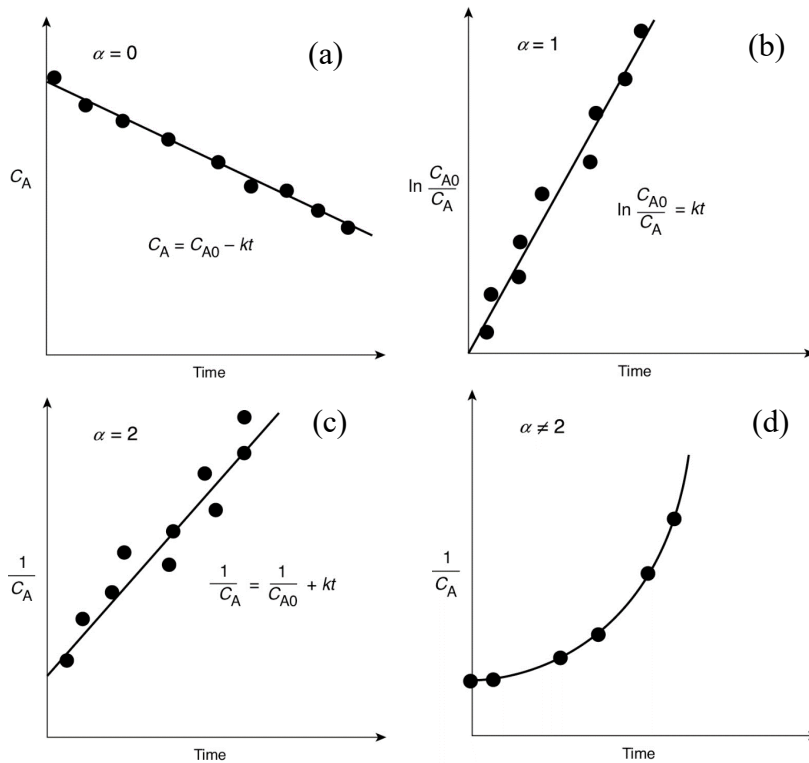 α = 0
(a)
C_A
C_A = C_A0 – kt
Time
α = 1
(b)
ln C_A0/C_A
ln C_A0/C_A = kt
Time
α = 2
(c)
1/C_A
1/C_A = 1/C_A0 + kt
Time
α ≠ 2
(d)
1/C_A
Time